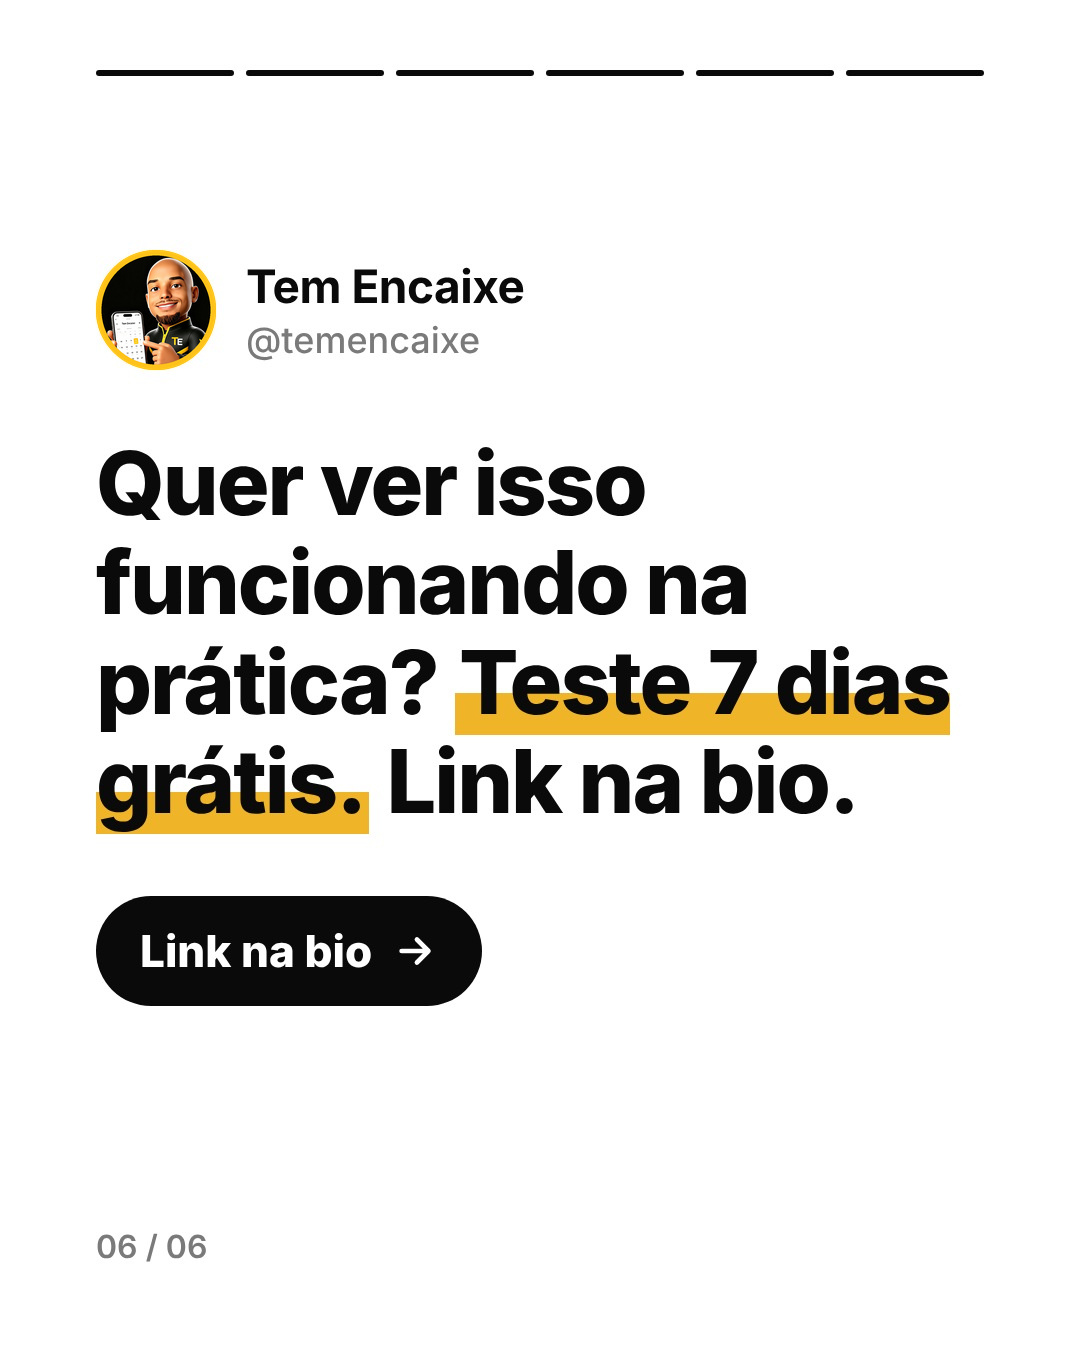 Tem Encaixe
@temencaixe
Quer ver isso
funcionando na
prática? Teste 7 dias
grátis. Link na bio.
Link na bio →
06 / 06